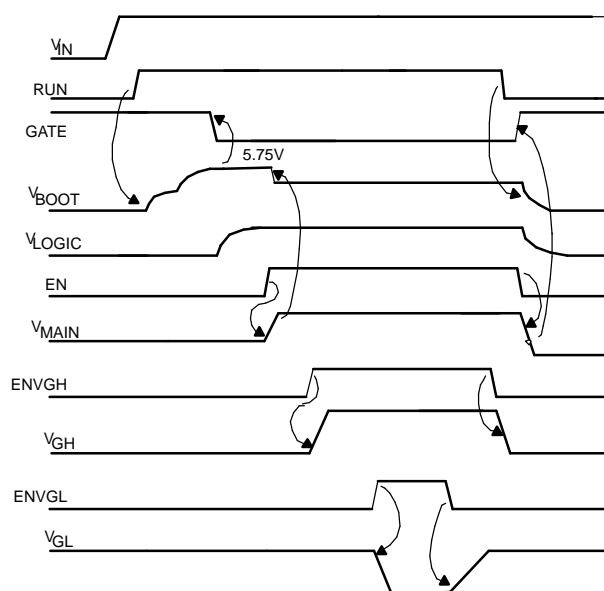 VIN
RUN
GATE
5.75V
VBOOT
VLOGIC
EN
VMAIN
ENVGH
VGH
ENVGL
VGL